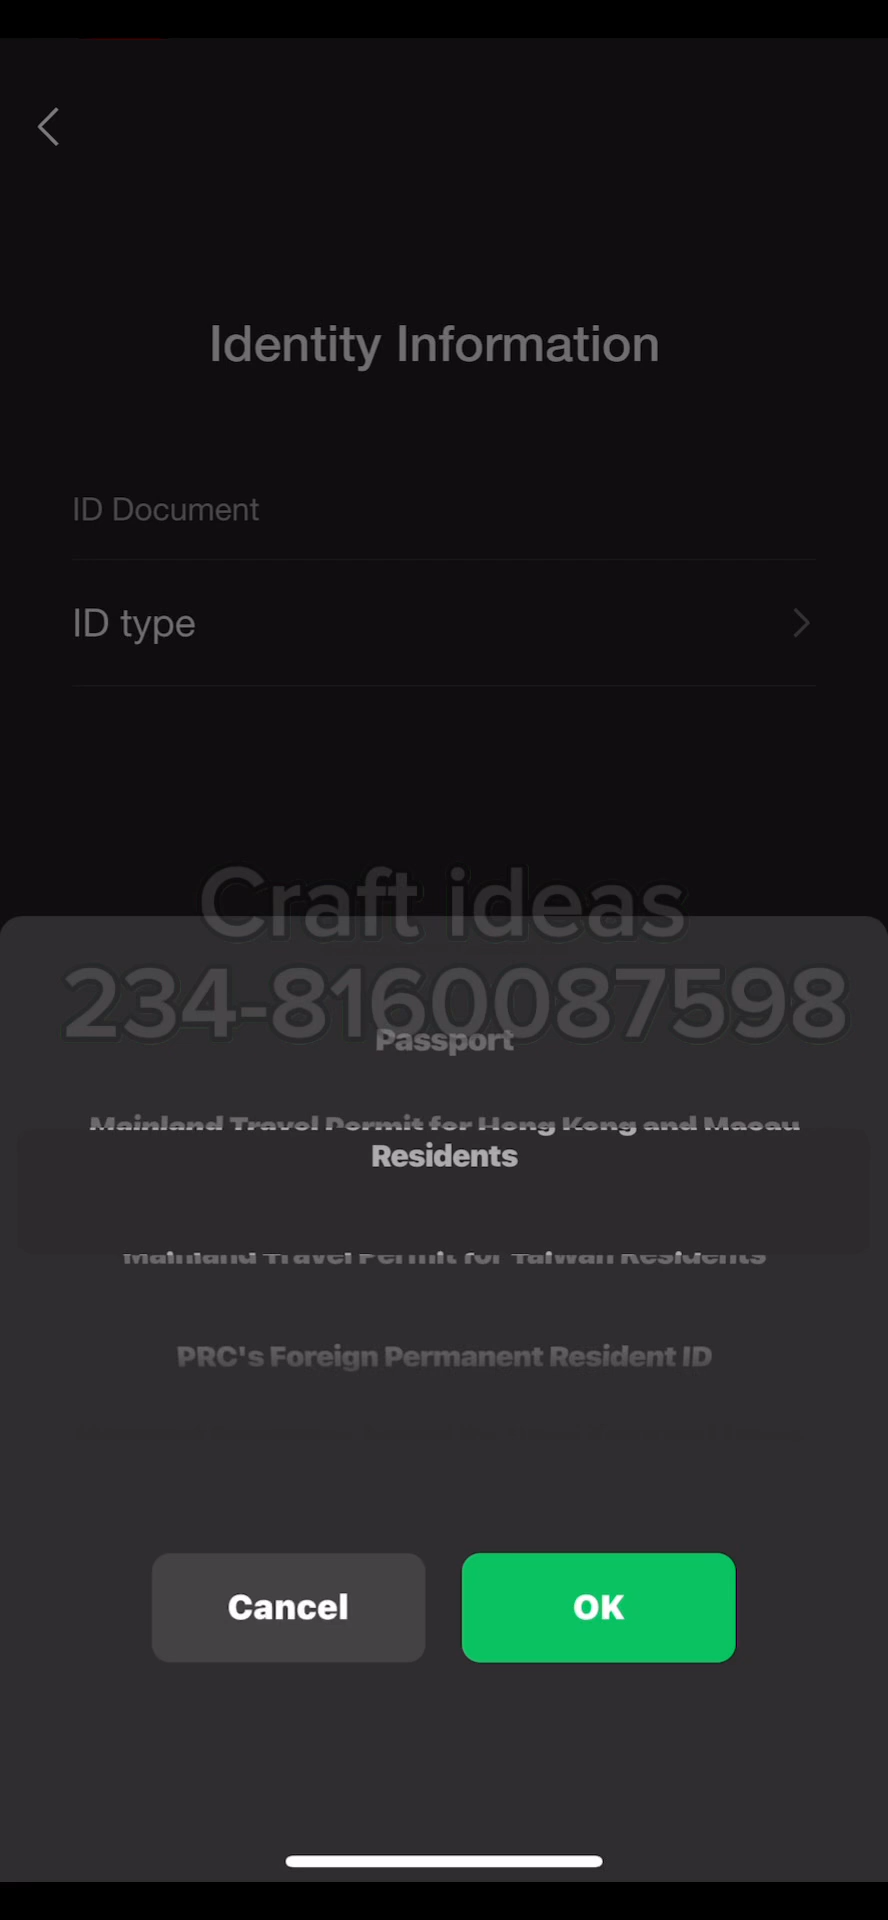 Identity Information
ID Document
ID type
Craft ideas
234-8160087598
Passport
Mainland Travel Permit for Hong Kong and Macau
Residents
Mainland Travel Permit for Taiwan Residents
PRC's Foreign Permanent Resident ID
Cancel
OK